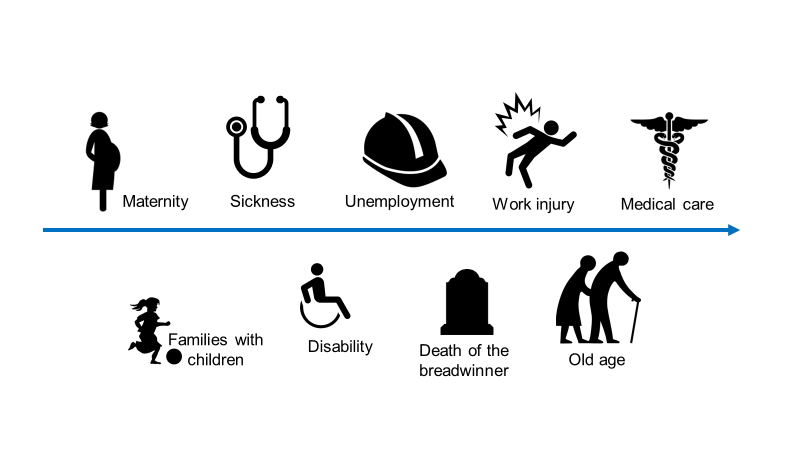 Maternity
Sickness
Unemployment
Work injury
Medical care
Families with
children
Disability
Death of the
breadwinner
Old age